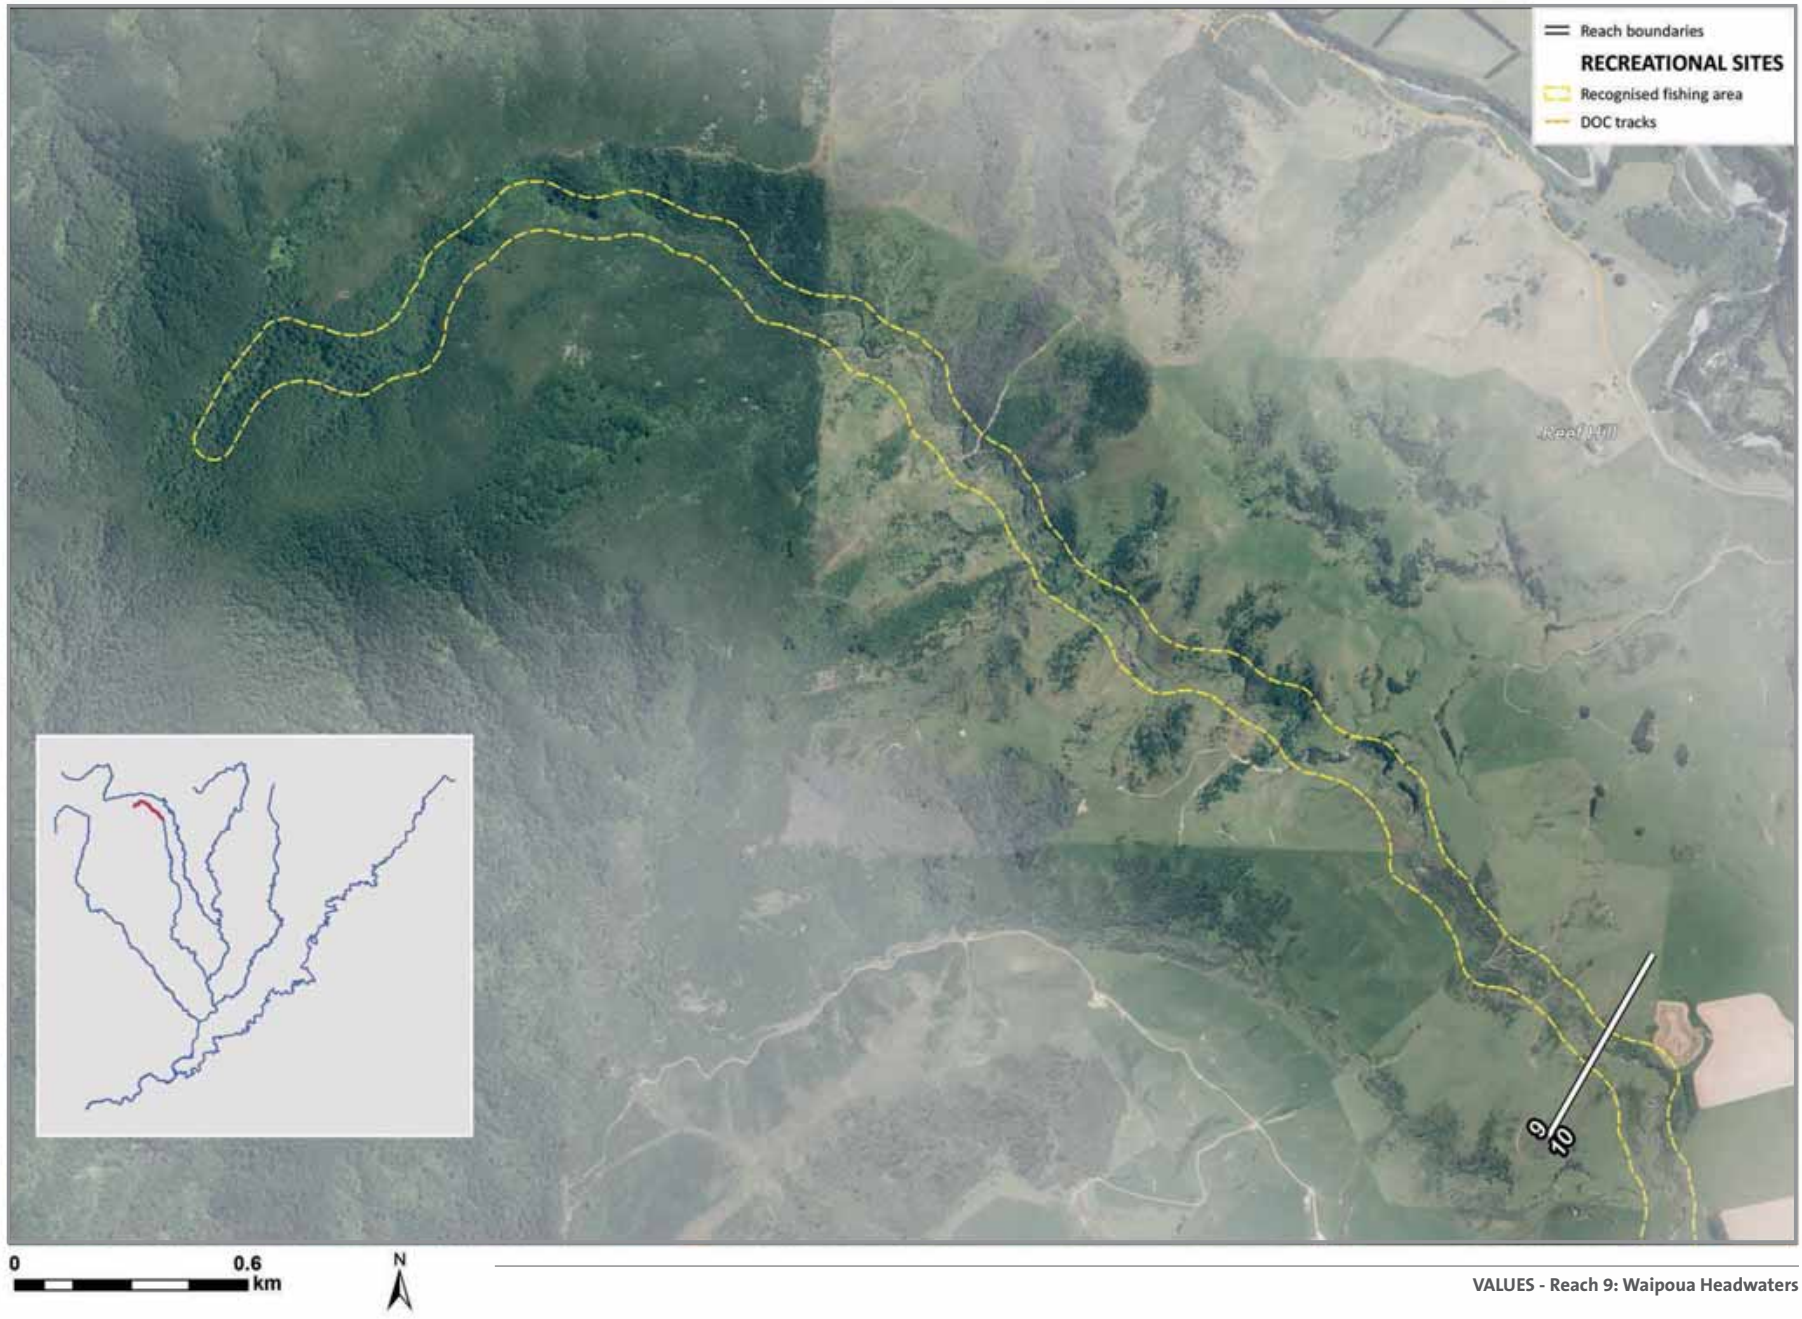 Reach boundaries
RECREATIONAL SITES
Recognised fishing area
DOC tracks
Reef Hill
9
10
0
0.6
km
N
VALUES - Reach 9: Waipoua Headwaters